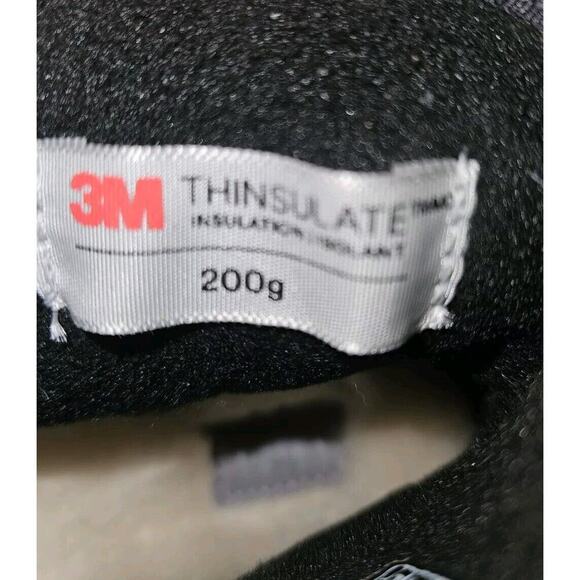 3M THINSULATE
INSULATION / ISOLANT
200g